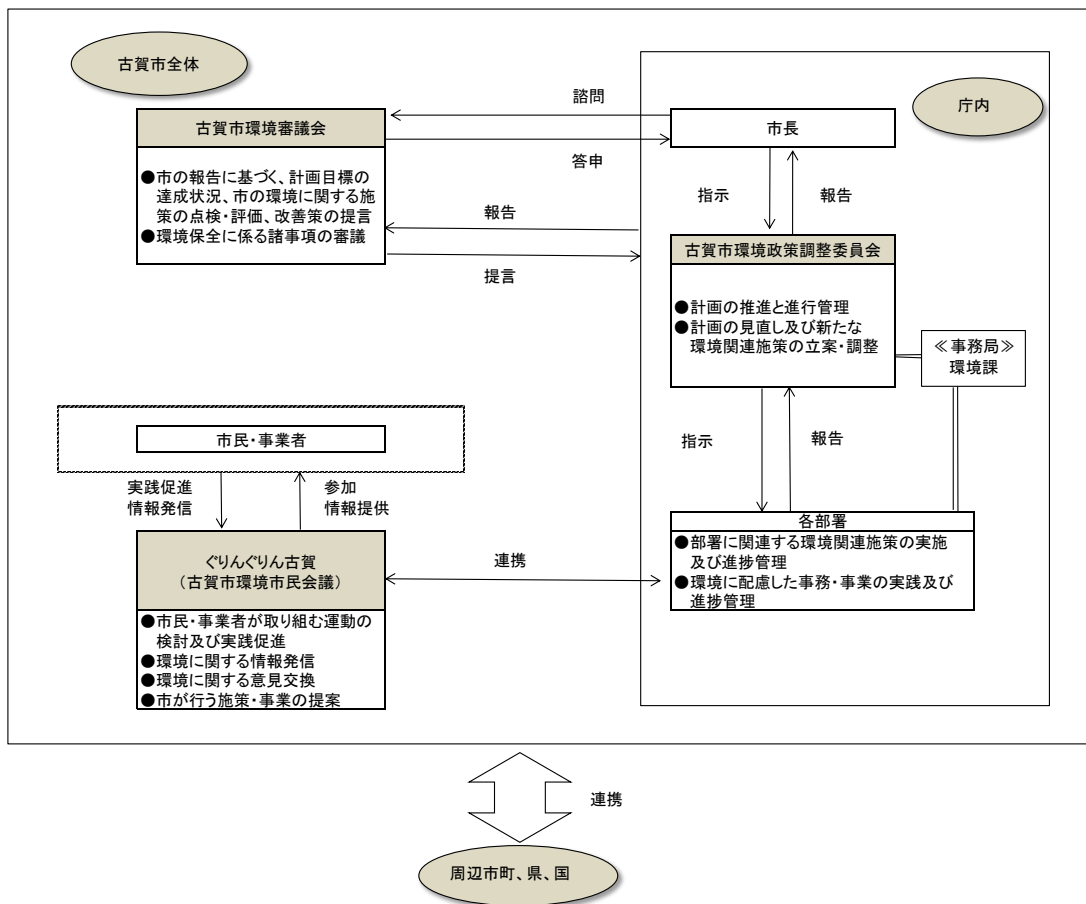 古賀市全体
庁内
諮問
古賀市環境審議会
市長
答申
●市の報告に基づく、計画目標の
達成状況、市の環境に関する施
策の点検・評価、改善策の提言
●環境保全に係る諸事項の審議
指示
報告
報告
提言
古賀市環境政策調整委員会
●計画の推進と進行管理
●計画の見直し及び新たな
環境関連施策の立案・調整
≪事務局≫
環境課
市民・事業者
指示
報告
実践促進
情報発信
参加
情報提供
各部署
●部署に関連する環境関連施策の実施
及び進捗管理
●環境に配慮した事務・事業の実践及び
進捗管理
連携
ぐりんぐりん古賀
（古賀市環境市民会議）
●市民・事業者が取り組む運動の
検討及び実践促進
●環境に関する情報発信
●環境に関する意見交換
●市が行う施策・事業の提案
連携
周辺市町、県、国